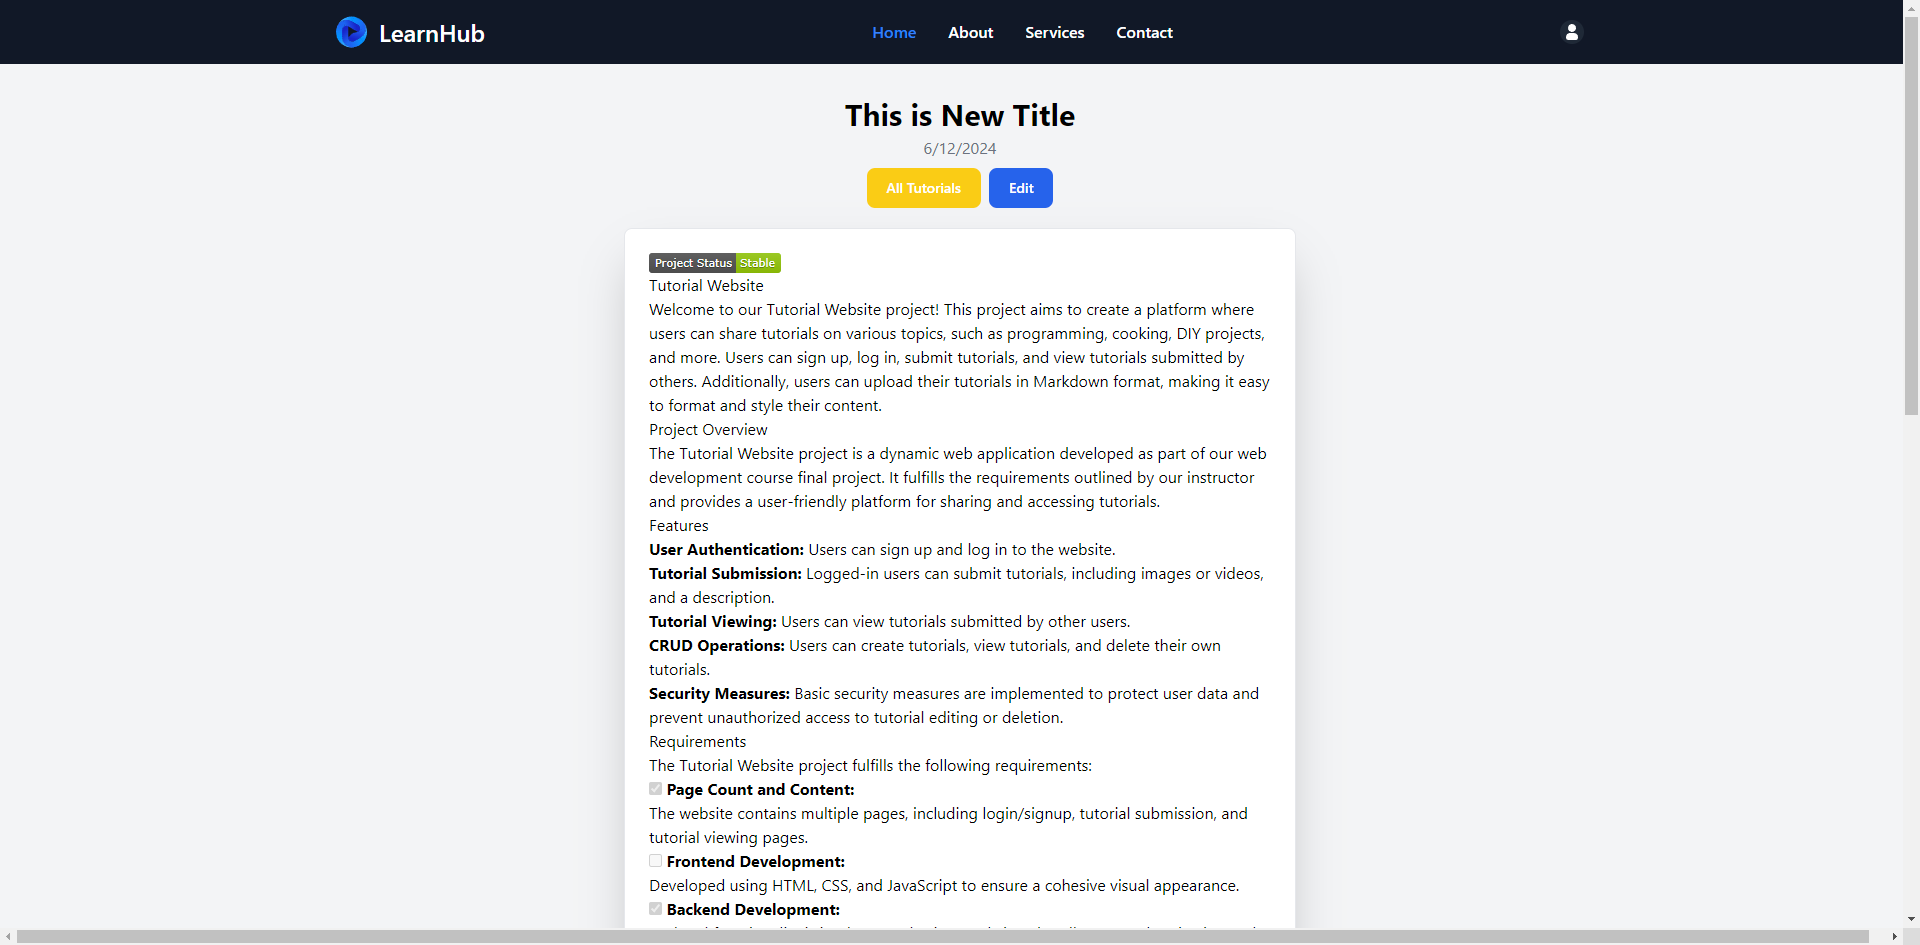 LearnHub
Home About Services Contact
This is New Title
6/12/2024
All Tutorials Edit
Project Status Stable
Tutorial Website
Welcome to our Tutorial Website project! This project aims to create a platform where
users can share tutorials on various topics, such as programming, cooking, DIY projects,
and more. Users can sign up, log in, submit tutorials, and view tutorials submitted by
others. Additionally, users can upload their tutorials in Markdown format, making it easy
to format and style their content.
Project Overview
The Tutorial Website project is a dynamic web application developed as part of our web
development course final project. It fulfills the requirements outlined by our instructor
and provides a user-friendly platform for sharing and accessing tutorials.
Features
User Authentication: Users can sign up and log in to the website.
Tutorial Submission: Logged-in users can submit tutorials, including images or videos,
and a description.
Tutorial Viewing: Users can view tutorials submitted by other users.
CRUD Operations: Users can create tutorials, view tutorials, and delete their own
tutorials.
Security Measures: Basic security measures are implemented to protect user data and
prevent unauthorized access to tutorial editing or deletion.
Requirements
The Tutorial Website project fulfills the following requirements:
Page Count and Content:
The website contains multiple pages, including login/signup, tutorial submission, and
tutorial viewing pages.
Frontend Development:
Developed using HTML, CSS, and JavaScript to ensure a cohesive visual appearance.
Backend Development: